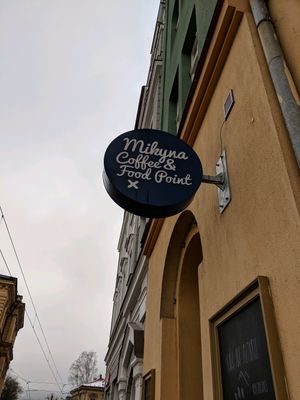 Mikyna
Coffee &
Food Point
X